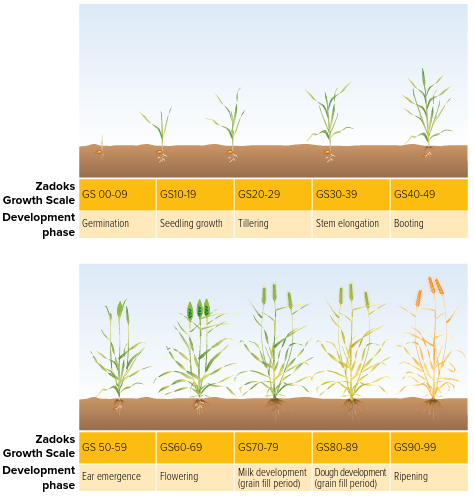 Zadoks
Growth Scale
GS 00-09 GS10-19 GS20-29 GS30-39 GS40-49
Development
phase
Germination Seedling growth Tillering Stem elongation Booting
Zadoks
Growth Scale
GS 50-59 GS60-69 GS70-79 GS80-89 GS90-99
Development
phase
Ear emergence Flowering Milk development (grain fill period) Dough development (grain fill period) Ripening